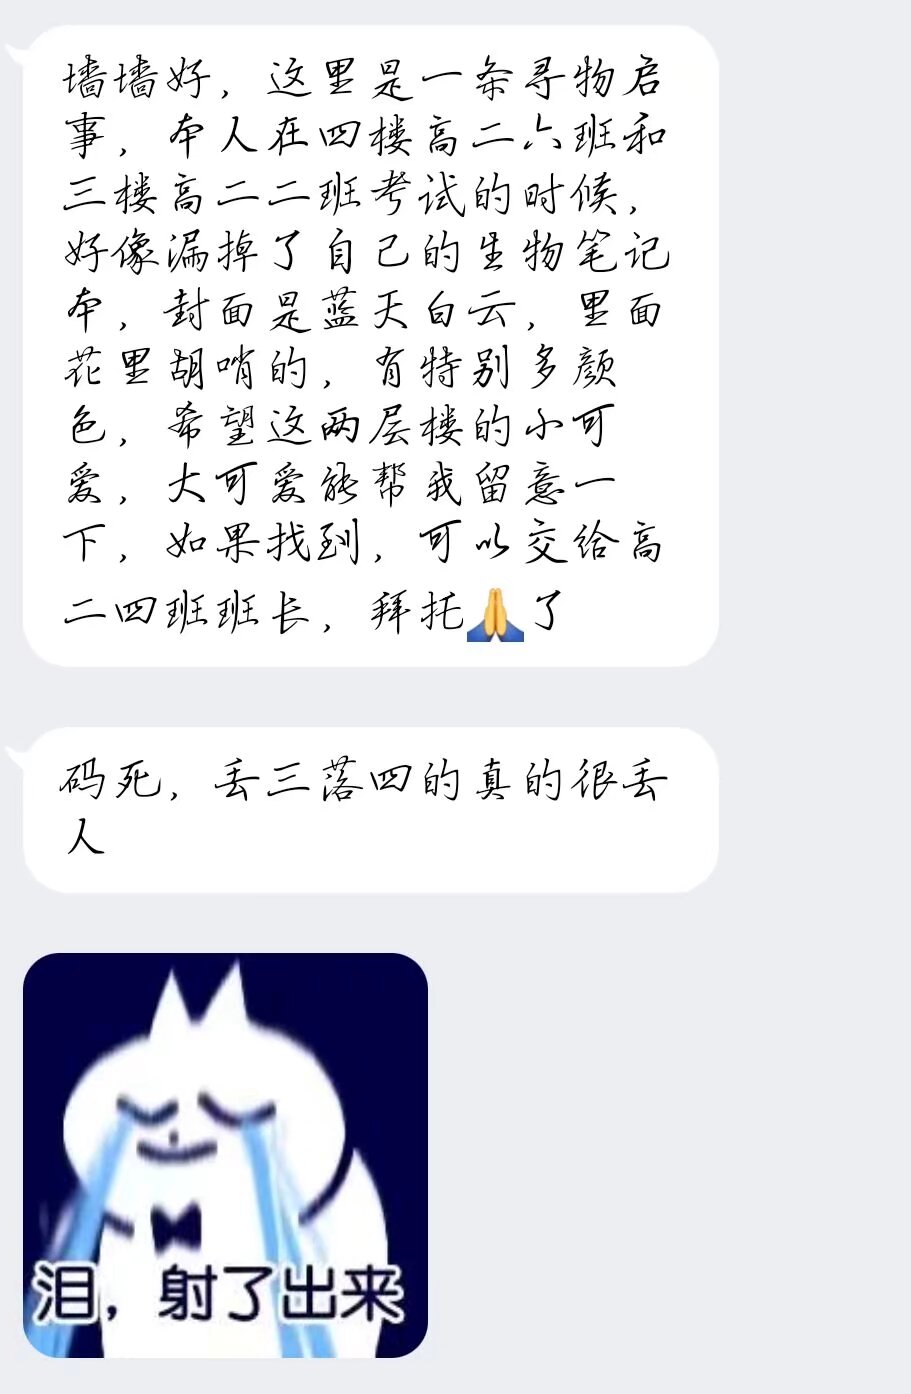 墙墙好，这里是一条寻物启
事，本人在四楼高二六班和
三楼高二二班考试的时候，
好像漏掉了自己的生物笔记
本，封面是蓝天白云，里面
花里胡哨的，有特别多颜
色，希望这两层楼的小可
爱，大可爱能帮我留意一
下，如果找到，可以交给高
二四班班长，拜托🙏了
码死，丢三落四的真的很丢
人
泪，射了出来